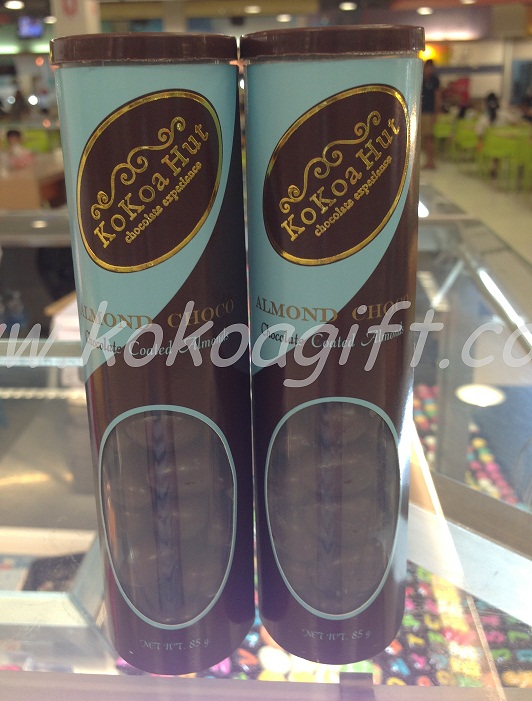 KoKoa Hut
chocolate experience
ALMOND CHOCO
Chocolate Coated Almonds
NET WT. 85 g
KoKoa Hut
chocolate experience
ALMOND CHOCO
Chocolate Coated Almonds
NET WT. 85 g
www.kokoagift.co